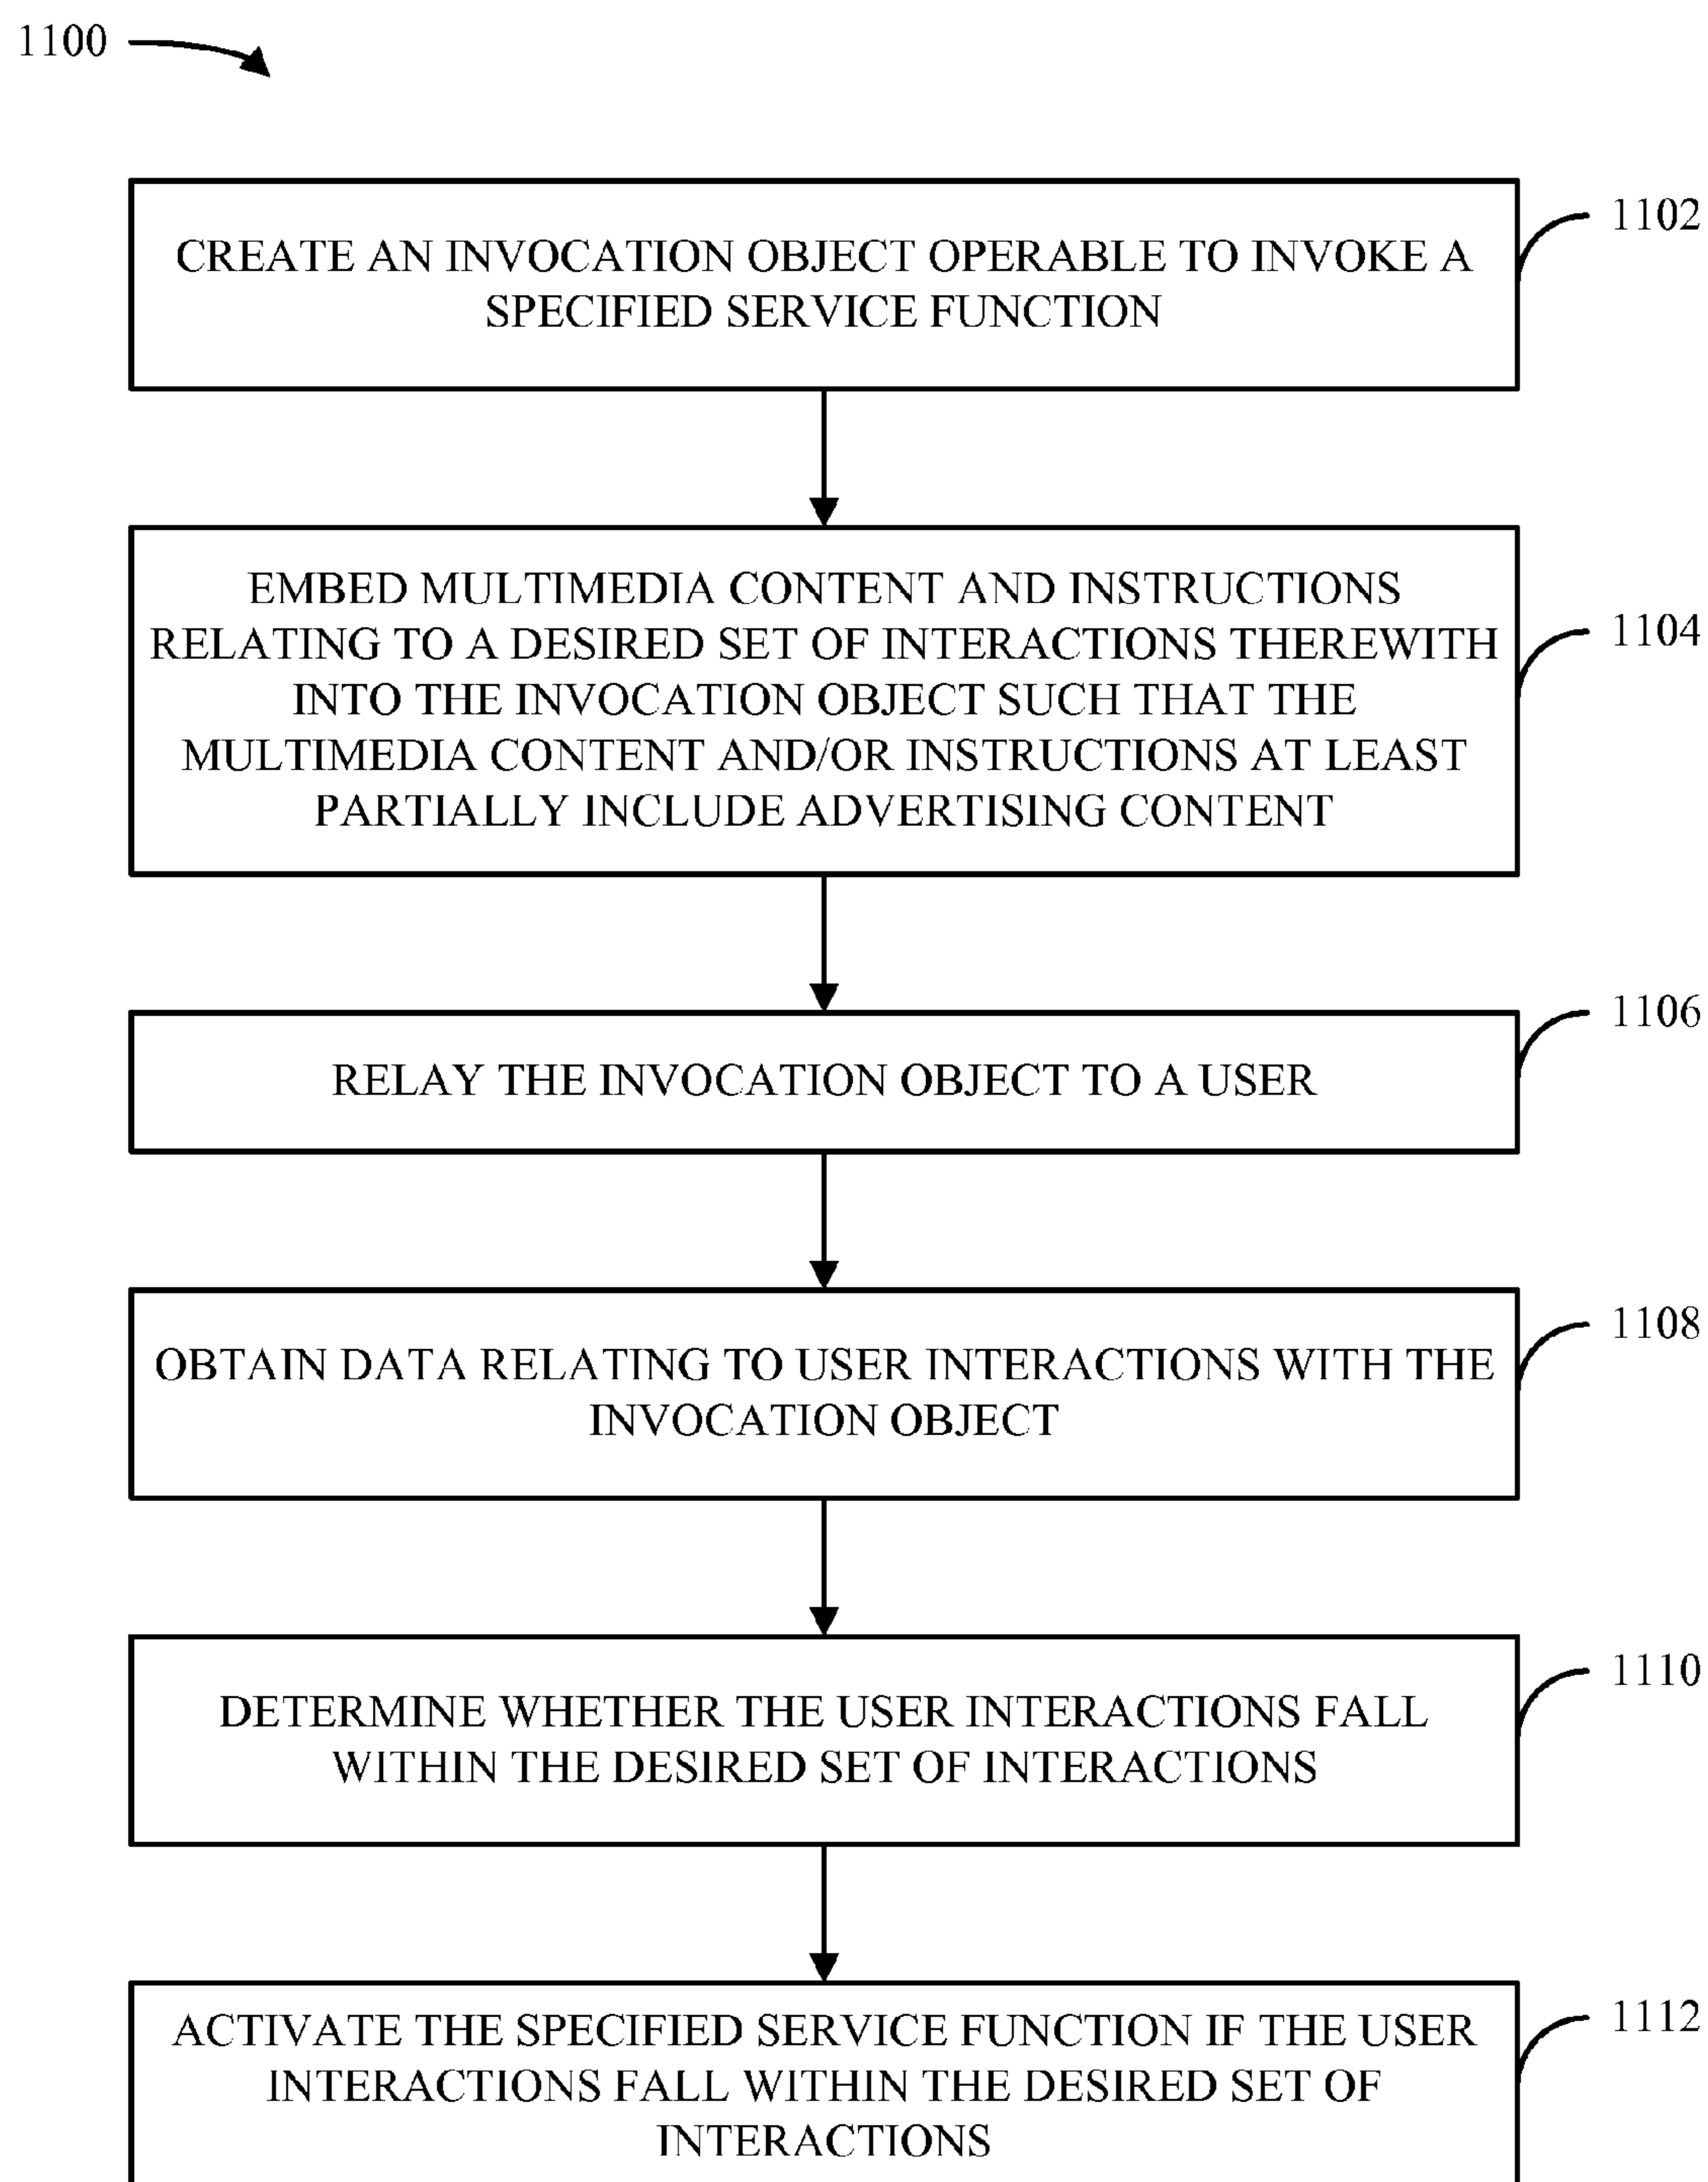 1100
CREATE AN INVOCATION OBJECT OPERABLE TO INVOKE A
SPECIFIED SERVICE FUNCTION
1102
EMBED MULTIMEDIA CONTENT AND INSTRUCTIONS
RELATING TO A DESIRED SET OF INTERACTIONS THEREWITH
INTO THE INVOCATION OBJECT SUCH THAT THE
MULTIMEDIA CONTENT AND/OR INSTRUCTIONS AT LEAST
PARTIALLY INCLUDE ADVERTISING CONTENT
1104
RELAY THE INVOCATION OBJECT TO A USER
1106
OBTAIN DATA RELATING TO USER INTERACTIONS WITH THE
INVOCATION OBJECT
1108
DETERMINE WHETHER THE USER INTERACTIONS FALL
WITHIN THE DESIRED SET OF INTERACTIONS
1110
ACTIVATE THE SPECIFIED SERVICE FUNCTION IF THE USER
INTERACTIONS FALL WITHIN THE DESIRED SET OF
INTERACTIONS
1112